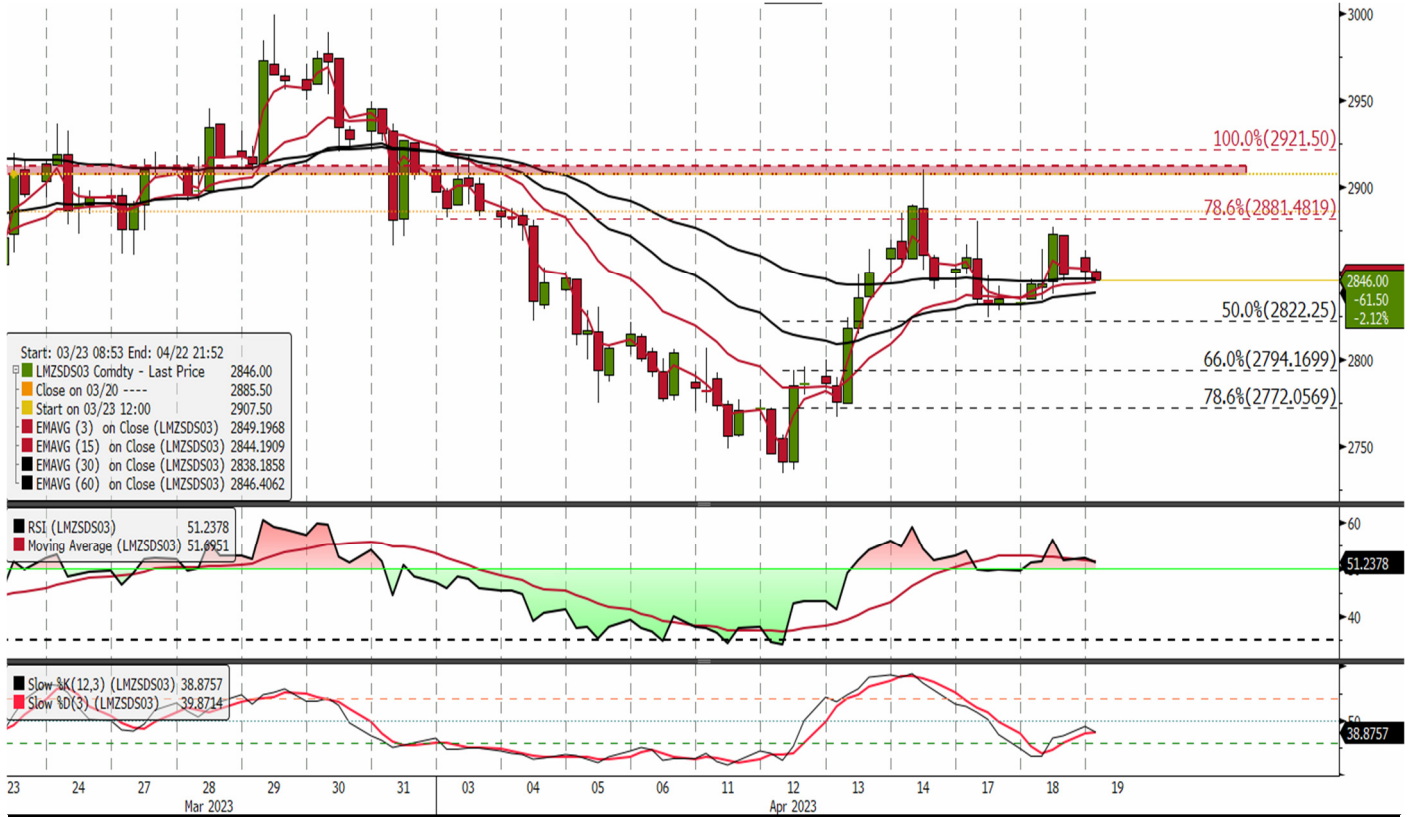 3000
2950
100.0%(2921.50)
2900
78.6%(2881.4819)
2846.00
-61.50
-2.12%
50.0%(2822.25)
2800
66.0%(2794.1699)
78.6%(2772.0569)
2750
Start: 03/23 08:53 End: 04/22 21:52
LMZSDS03 Comdty - Last Price 2846.00
Close on 03/20 ---- 2885.50
Start on 03/23 12:00 2907.50
EMAVG (3) on Close (LMZSDS03) 2849.1968
EMAVG (15) on Close (LMZSDS03) 2844.1909
EMAVG (30) on Close (LMZSDS03) 2838.1858
EMAVG (60) on Close (LMZSDS03) 2846.4062
RSI (LMZSDS03) 51.2378
Moving Average (LMZSDS03) 51.6951
60
51.2378
40
Slow %K(12,3) (LMZSDS03) 38.8757
Slow %D(3) (LMZSDS03) 39.8714
50
38.8757
23 24 27 28 29 30 31 03 04 05 06 11 12 13 14 17 18 19
Mar 2023 Apr 2023